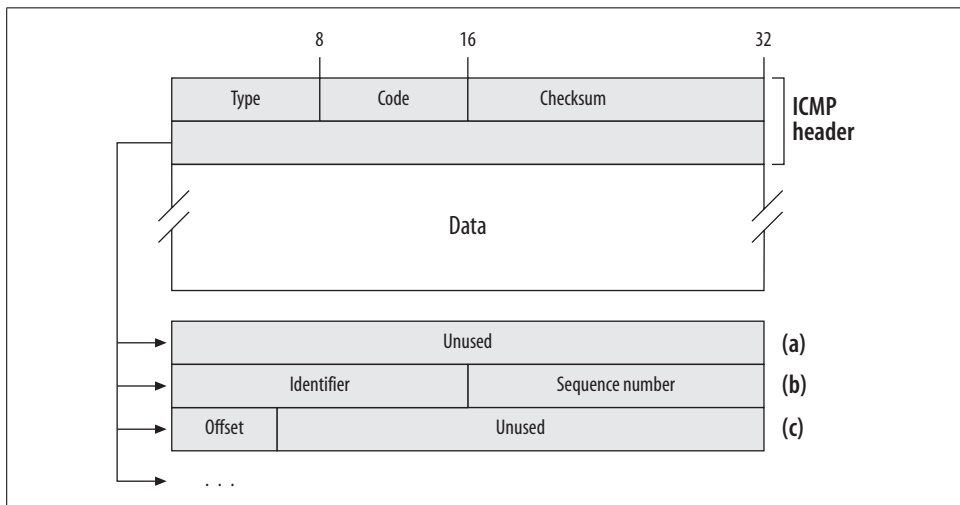 8 16 32
Type Code Checksum
ICMP
header
Data
Unused (a)
Identifier Sequence number (b)
Offset Unused (c)
. . .